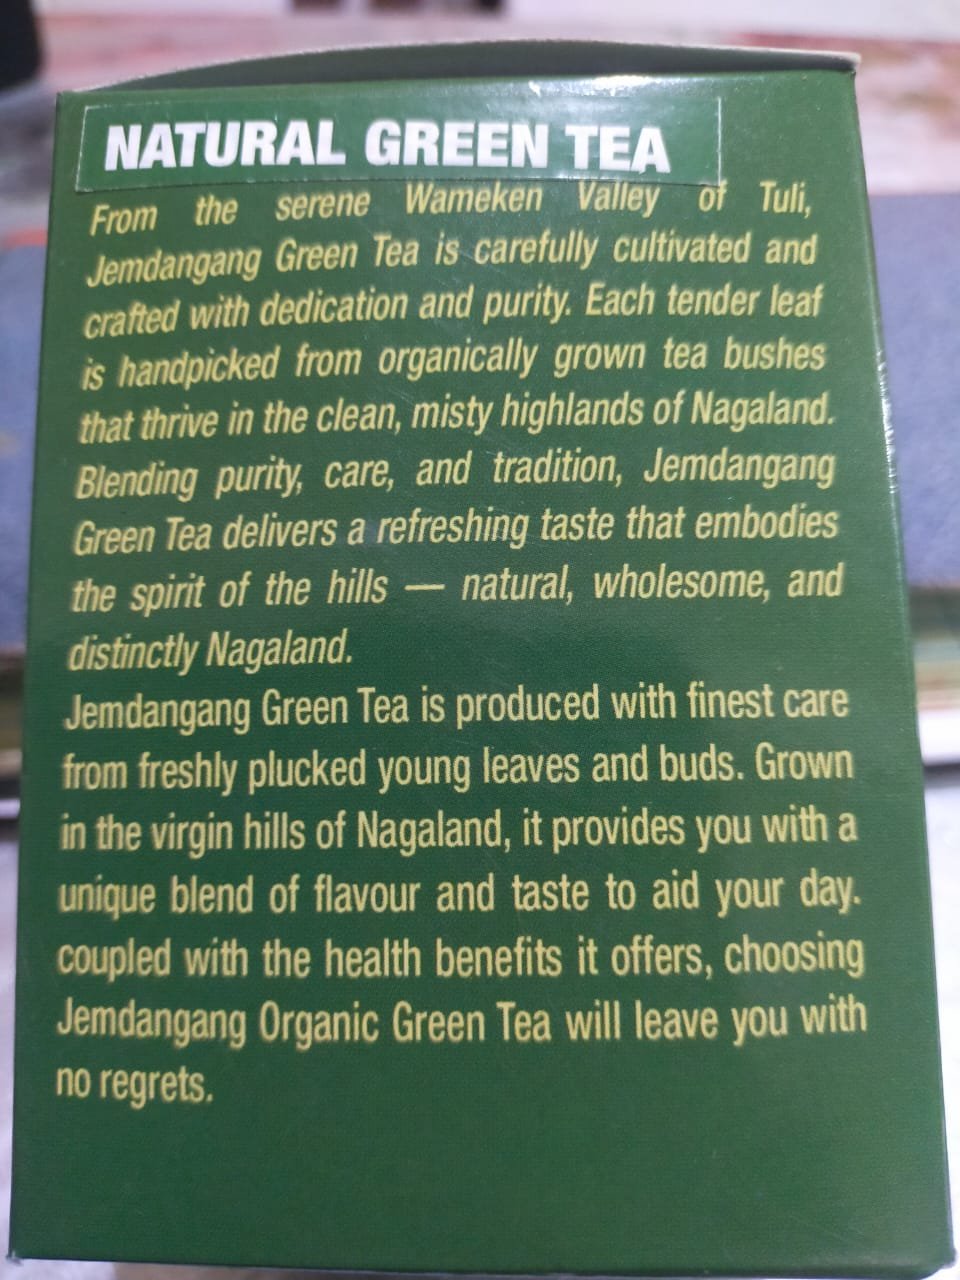 NATURAL GREEN TEA
From the serene Wameken Valley of Tuli,
Jemdangang Green Tea is carefully cultivated and
crafted with dedication and purity. Each tender leaf
is handpicked from organically grown tea bushes
that thrive in the clean, misty highlands of Nagaland.
Blending purity, care, and tradition, Jemdangang
Green Tea delivers a refreshing taste that embodies
the spirit of the hills — natural, wholesome, and
distinctly Nagaland.
Jemdangang Green Tea is produced with finest care
from freshly plucked young leaves and buds. Grown
in the virgin hills of Nagaland, it provides you with a
unique blend of flavour and taste to aid your day.
coupled with the health benefits it offers, choosing
Jemdangang Organic Green Tea will leave you with
no regrets.